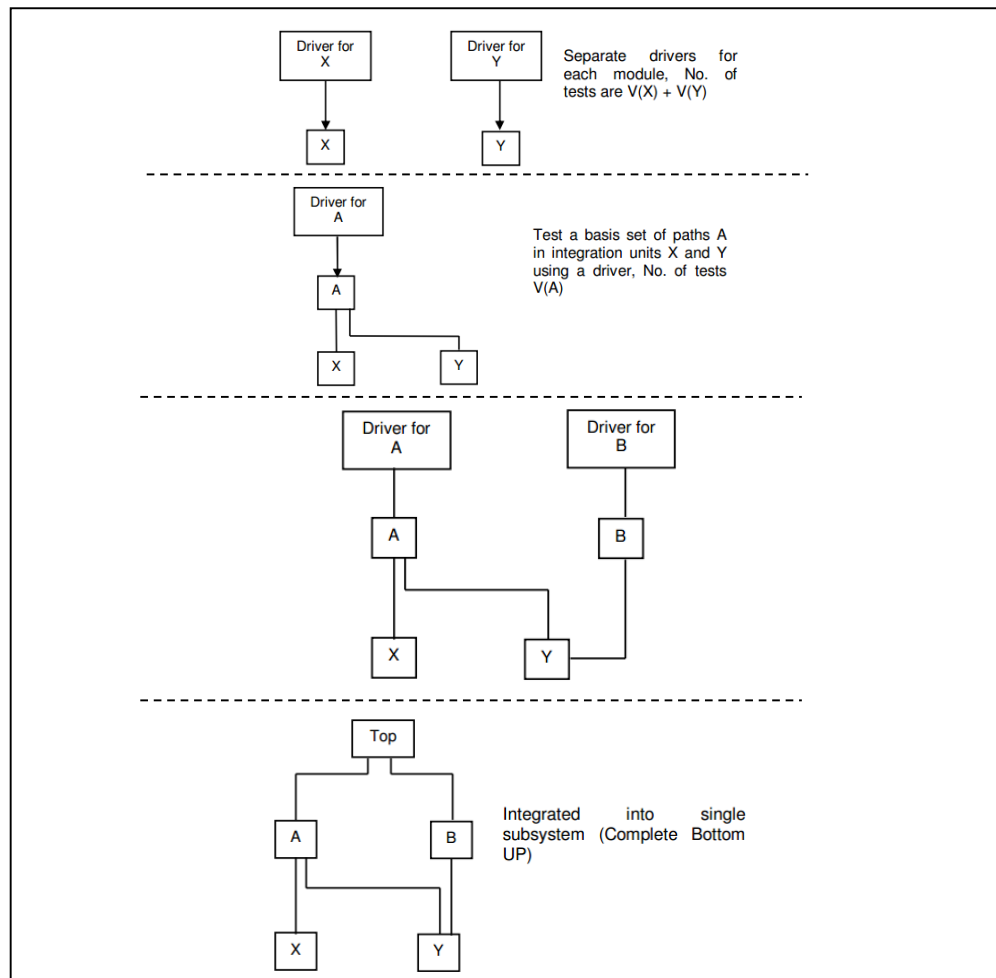 Driver for
X
Driver for
Y
Separate drivers for
each module, No. of
tests are V(X) + V(Y)
X
Y
Driver for
A
Test a basis set of paths A
in integration units X and Y
using a driver, No. of tests
V(A)
A
X
Y
Driver for
A
Driver for
B
A
B
X
Y
Top
Integrated into single
subsystem (Complete Bottom
UP)
A
B
X
Y